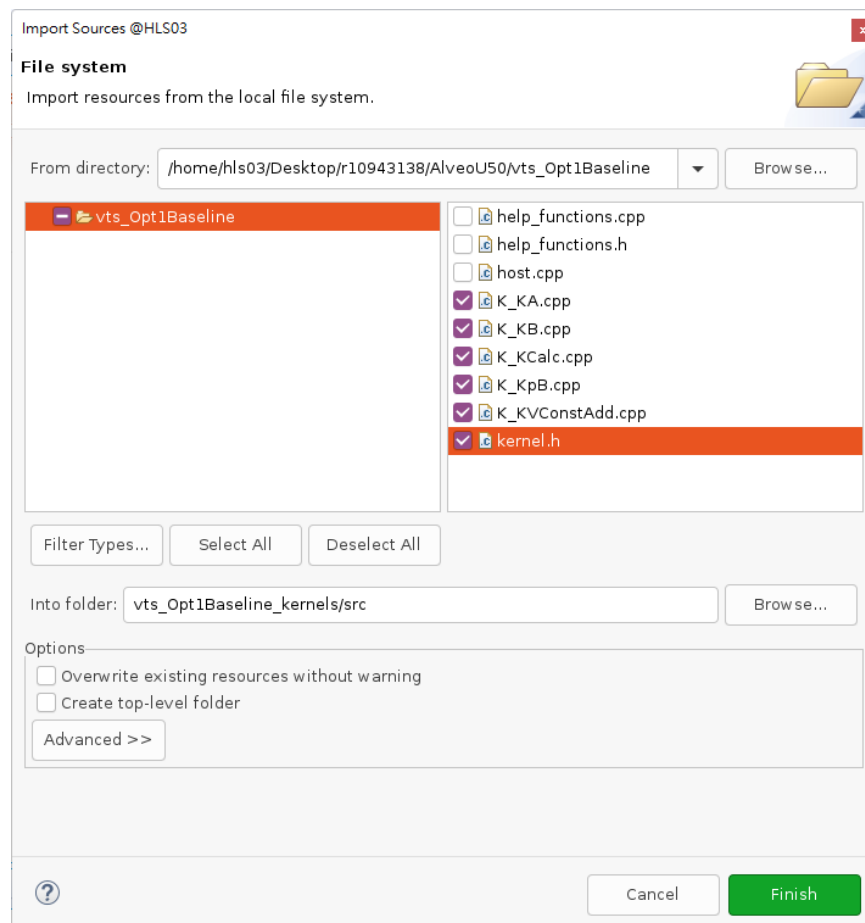 Import Sources @HLS03
x
File system
Import resources from the local file system.
From directory: /home/hls03/Desktop/r10943138/AlveoU50/vts_Opt1Baseline Browse...
vts_Opt1Baseline
help_functions.cpp
help_functions.h
host.cpp
K_KA.cpp
K_KB.cpp
K_KCalc.cpp
K_KpB.cpp
K_KVConstAdd.cpp
kernel.h
Filter Types... Select All Deselect All
Into folder: vts_Opt1Baseline_kernels/src Browse...
Options
Overwrite existing resources without warning
Create top-level folder
Advanced >>
? Cancel Finish